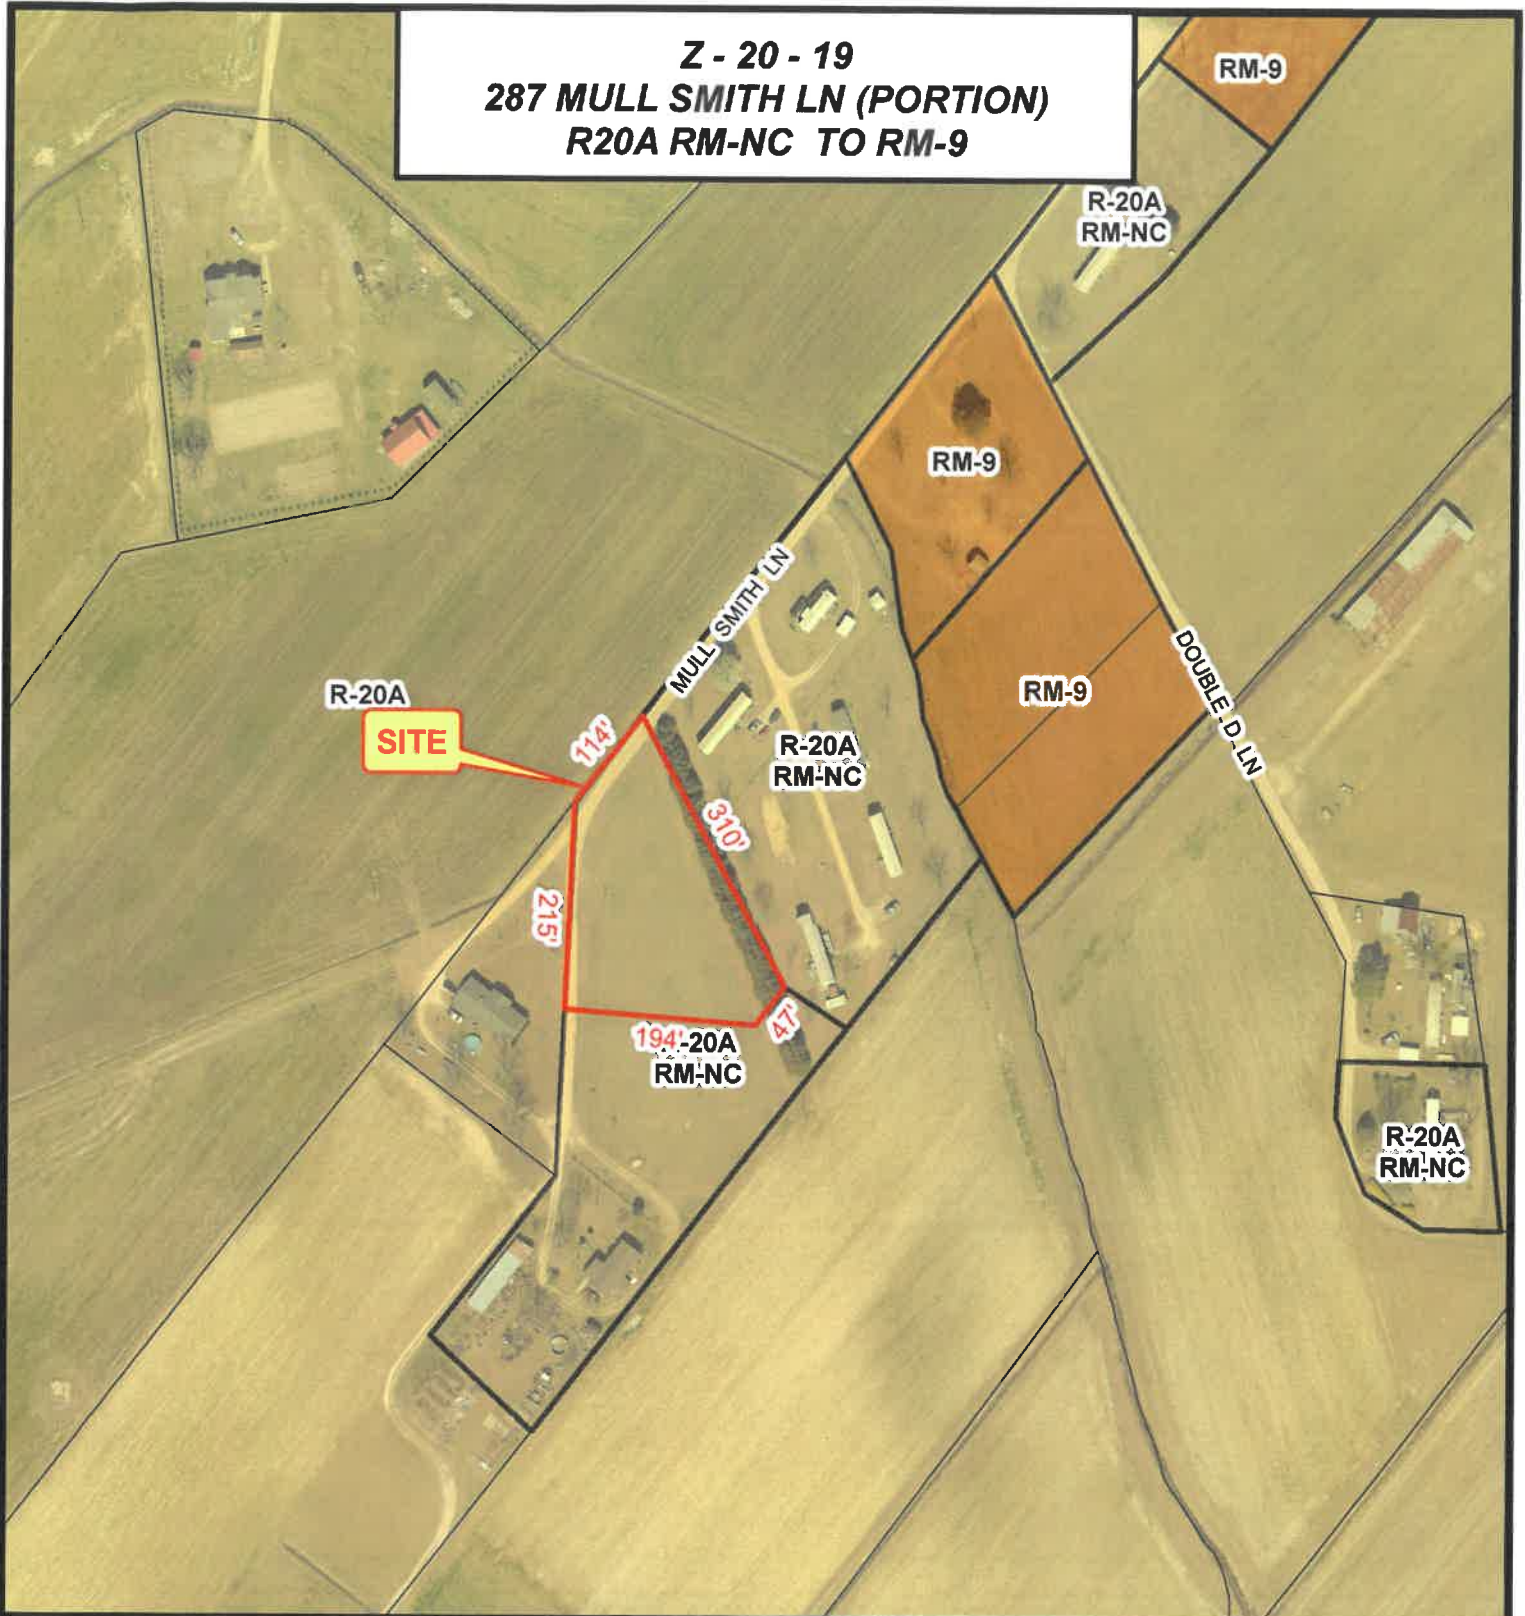 Z - 20 - 19
287 MULL SMITH LN (PORTION)
R20A RM-NC TO RM-9
RM-9
R-20A
RM-NC
RM-9
MULL SMITH LN
RM-9
DOUBLE D LN
R-20A
SITE
114'
R-20A
RM-NC
310'
215'
194'
47'
-20A
RM-NC
R-20A
RM-NC